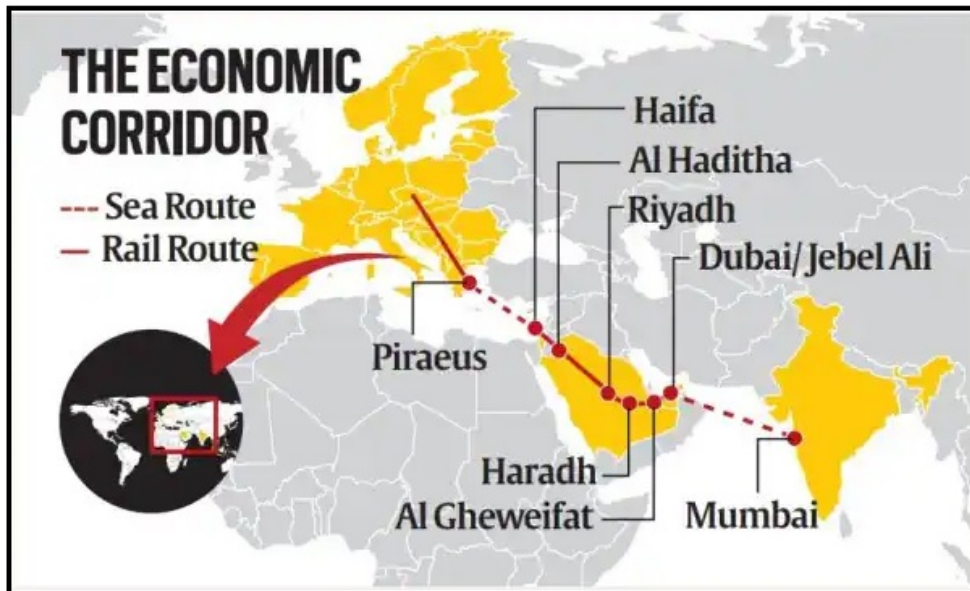 THE ECONOMIC
CORRIDOR
Sea Route
Rail Route
Haifa
Al Haditha
Riyadh
Dubai/Jebel Ali
Piraeus
Haradh
Al Gheweifat
Mumbai